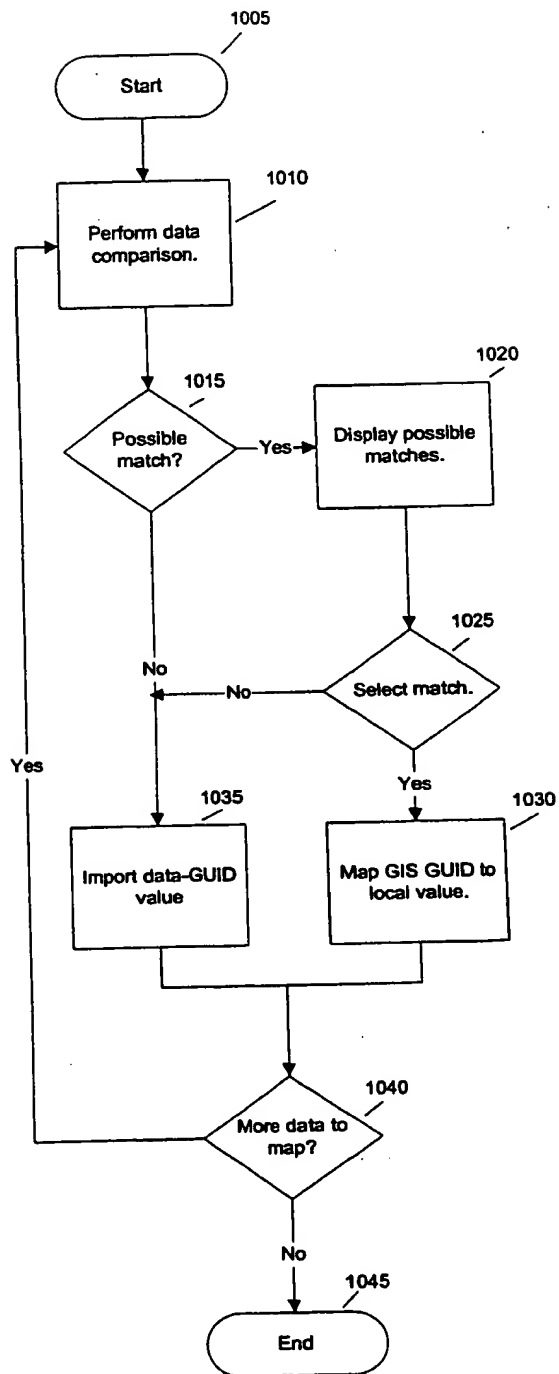 1005
Start
1010
Perform data
comparison.
1015
Possible
match?
Yes
1020
Display possible
matches.
1025
Select match.
No
No
Yes
Yes
1035
Import data-GUID
value
1030
Map GIS GUID to
local value.
1040
More data to
map?
No
1045
End